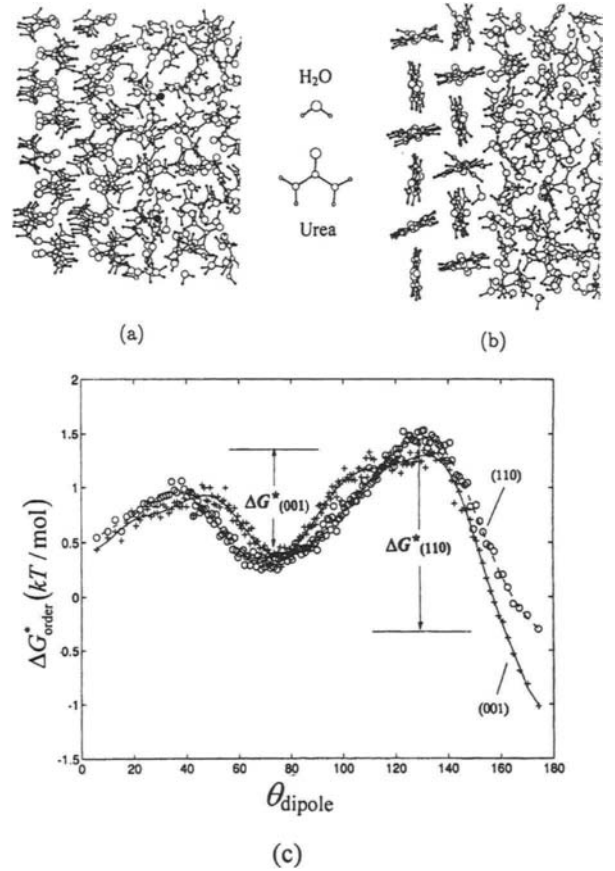 H₂O
Urea
(a)
(b)
2
1.5
1
0.5
0
-0.5
-1
-1.5
ΔG*order (kT/mol)
ΔG*(001)
ΔG*(110)
(110)
(001)
0 20 40 60 80 100 120 140 160 180
θdipole
(c)